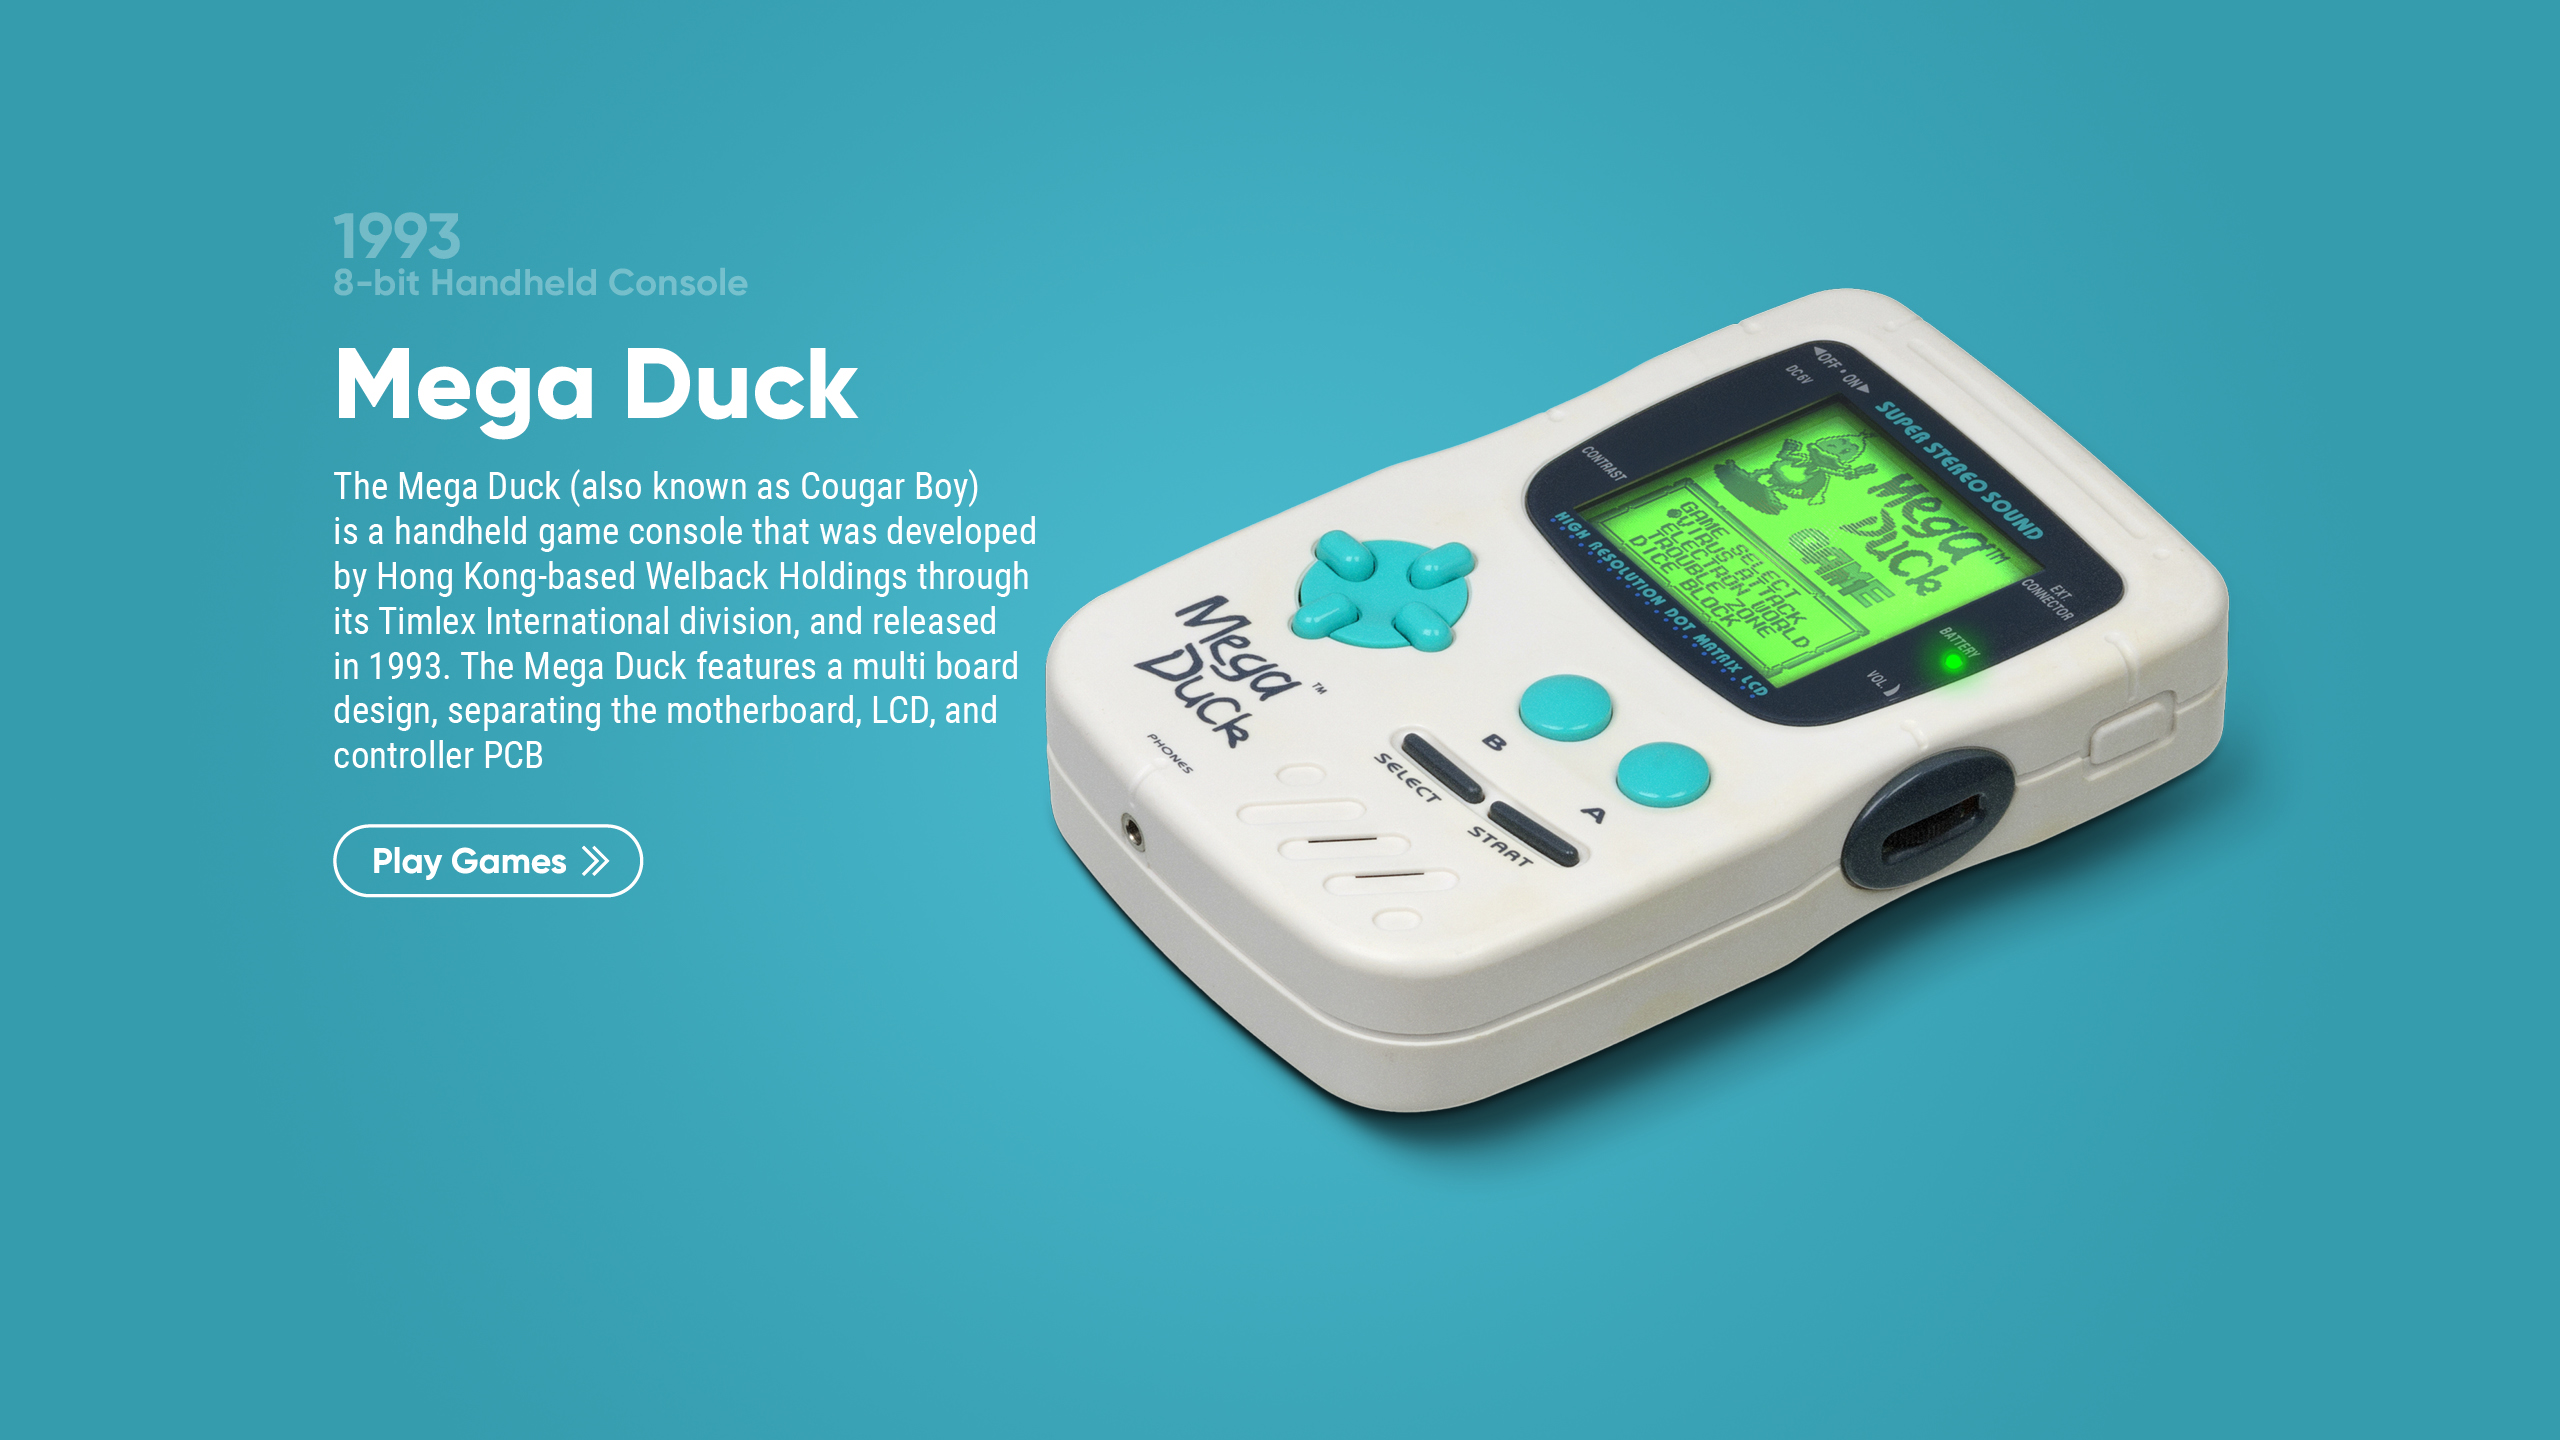 1993
8-bit Handheld Console
Mega Duck
The Mega Duck (also known as Cougar Boy)
is a handheld game console that was developed
by Hong Kong-based Welback Holdings through
its Timlex International division, and released
in 1993. The Mega Duck features a multi board
design, separating the motherboard, LCD, and
controller PCB
Play Games
◀OFF • ON▶
DC6V
SUPER STEREO SOUND
CONTRAST
Mega
Duck™
GAME
GAME SELECT
●VIRUS ATTACK
ELECTRON WORLD
TROUBLE ZONE
DICE BLOCK
HIGH RESOLUTION DOT MATRIX LCD
EXT.
CONNECTOR
BATTERY
VOL.
Mega
Duck™
PHONES
B
A
SELECT
START